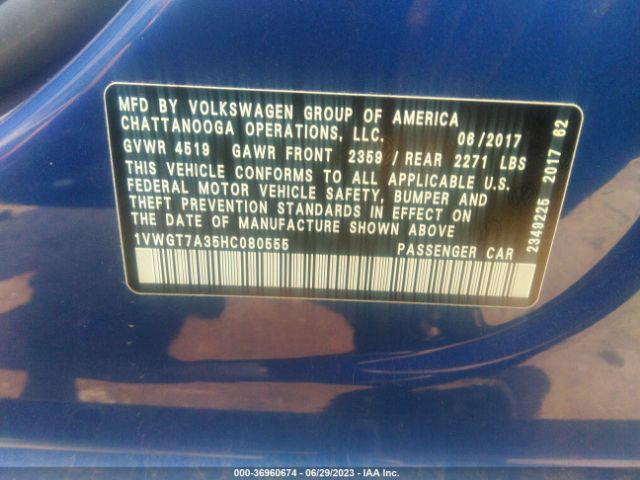 MFD BY VOLKSWAGEN GROUP OF AMERICA
CHATTANOOGA OPERATIONS, LLC. 06/2017
GVWR 4519 GAWR FRONT 2359 / REAR 2271 LBS
THIS VEHICLE CONFORMS TO ALL APPLICABLE U.S.
FEDERAL MOTOR VEHICLE SAFETY, BUMPER AND
THEFT PREVENTION STANDARDS IN EFFECT ON
THE DATE OF MANUFACTURE SHOWN ABOVE
1VWGT7A35HC080555 PASSENGER CAR
2349225 2017 62
000-36960674 / 06/29/2023 - IAA Inc.